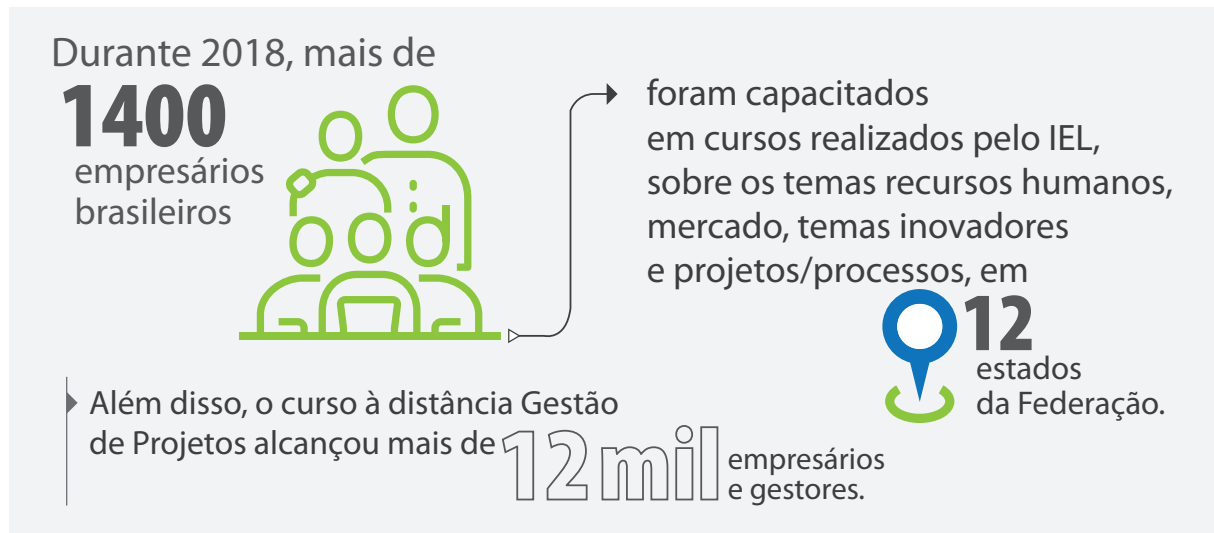 Durante 2018, mais de
1400
empresários
brasileiros
foram capacitados
em cursos realizados pelo IEL,
sobre os temas recursos humanos,
mercado, temas inovadores
e projetos/processos, em
12
estados
da Federação.
Além disso, o curso à distância Gestão
de Projetos alcançou mais de 12 mil
empresários
e gestores.